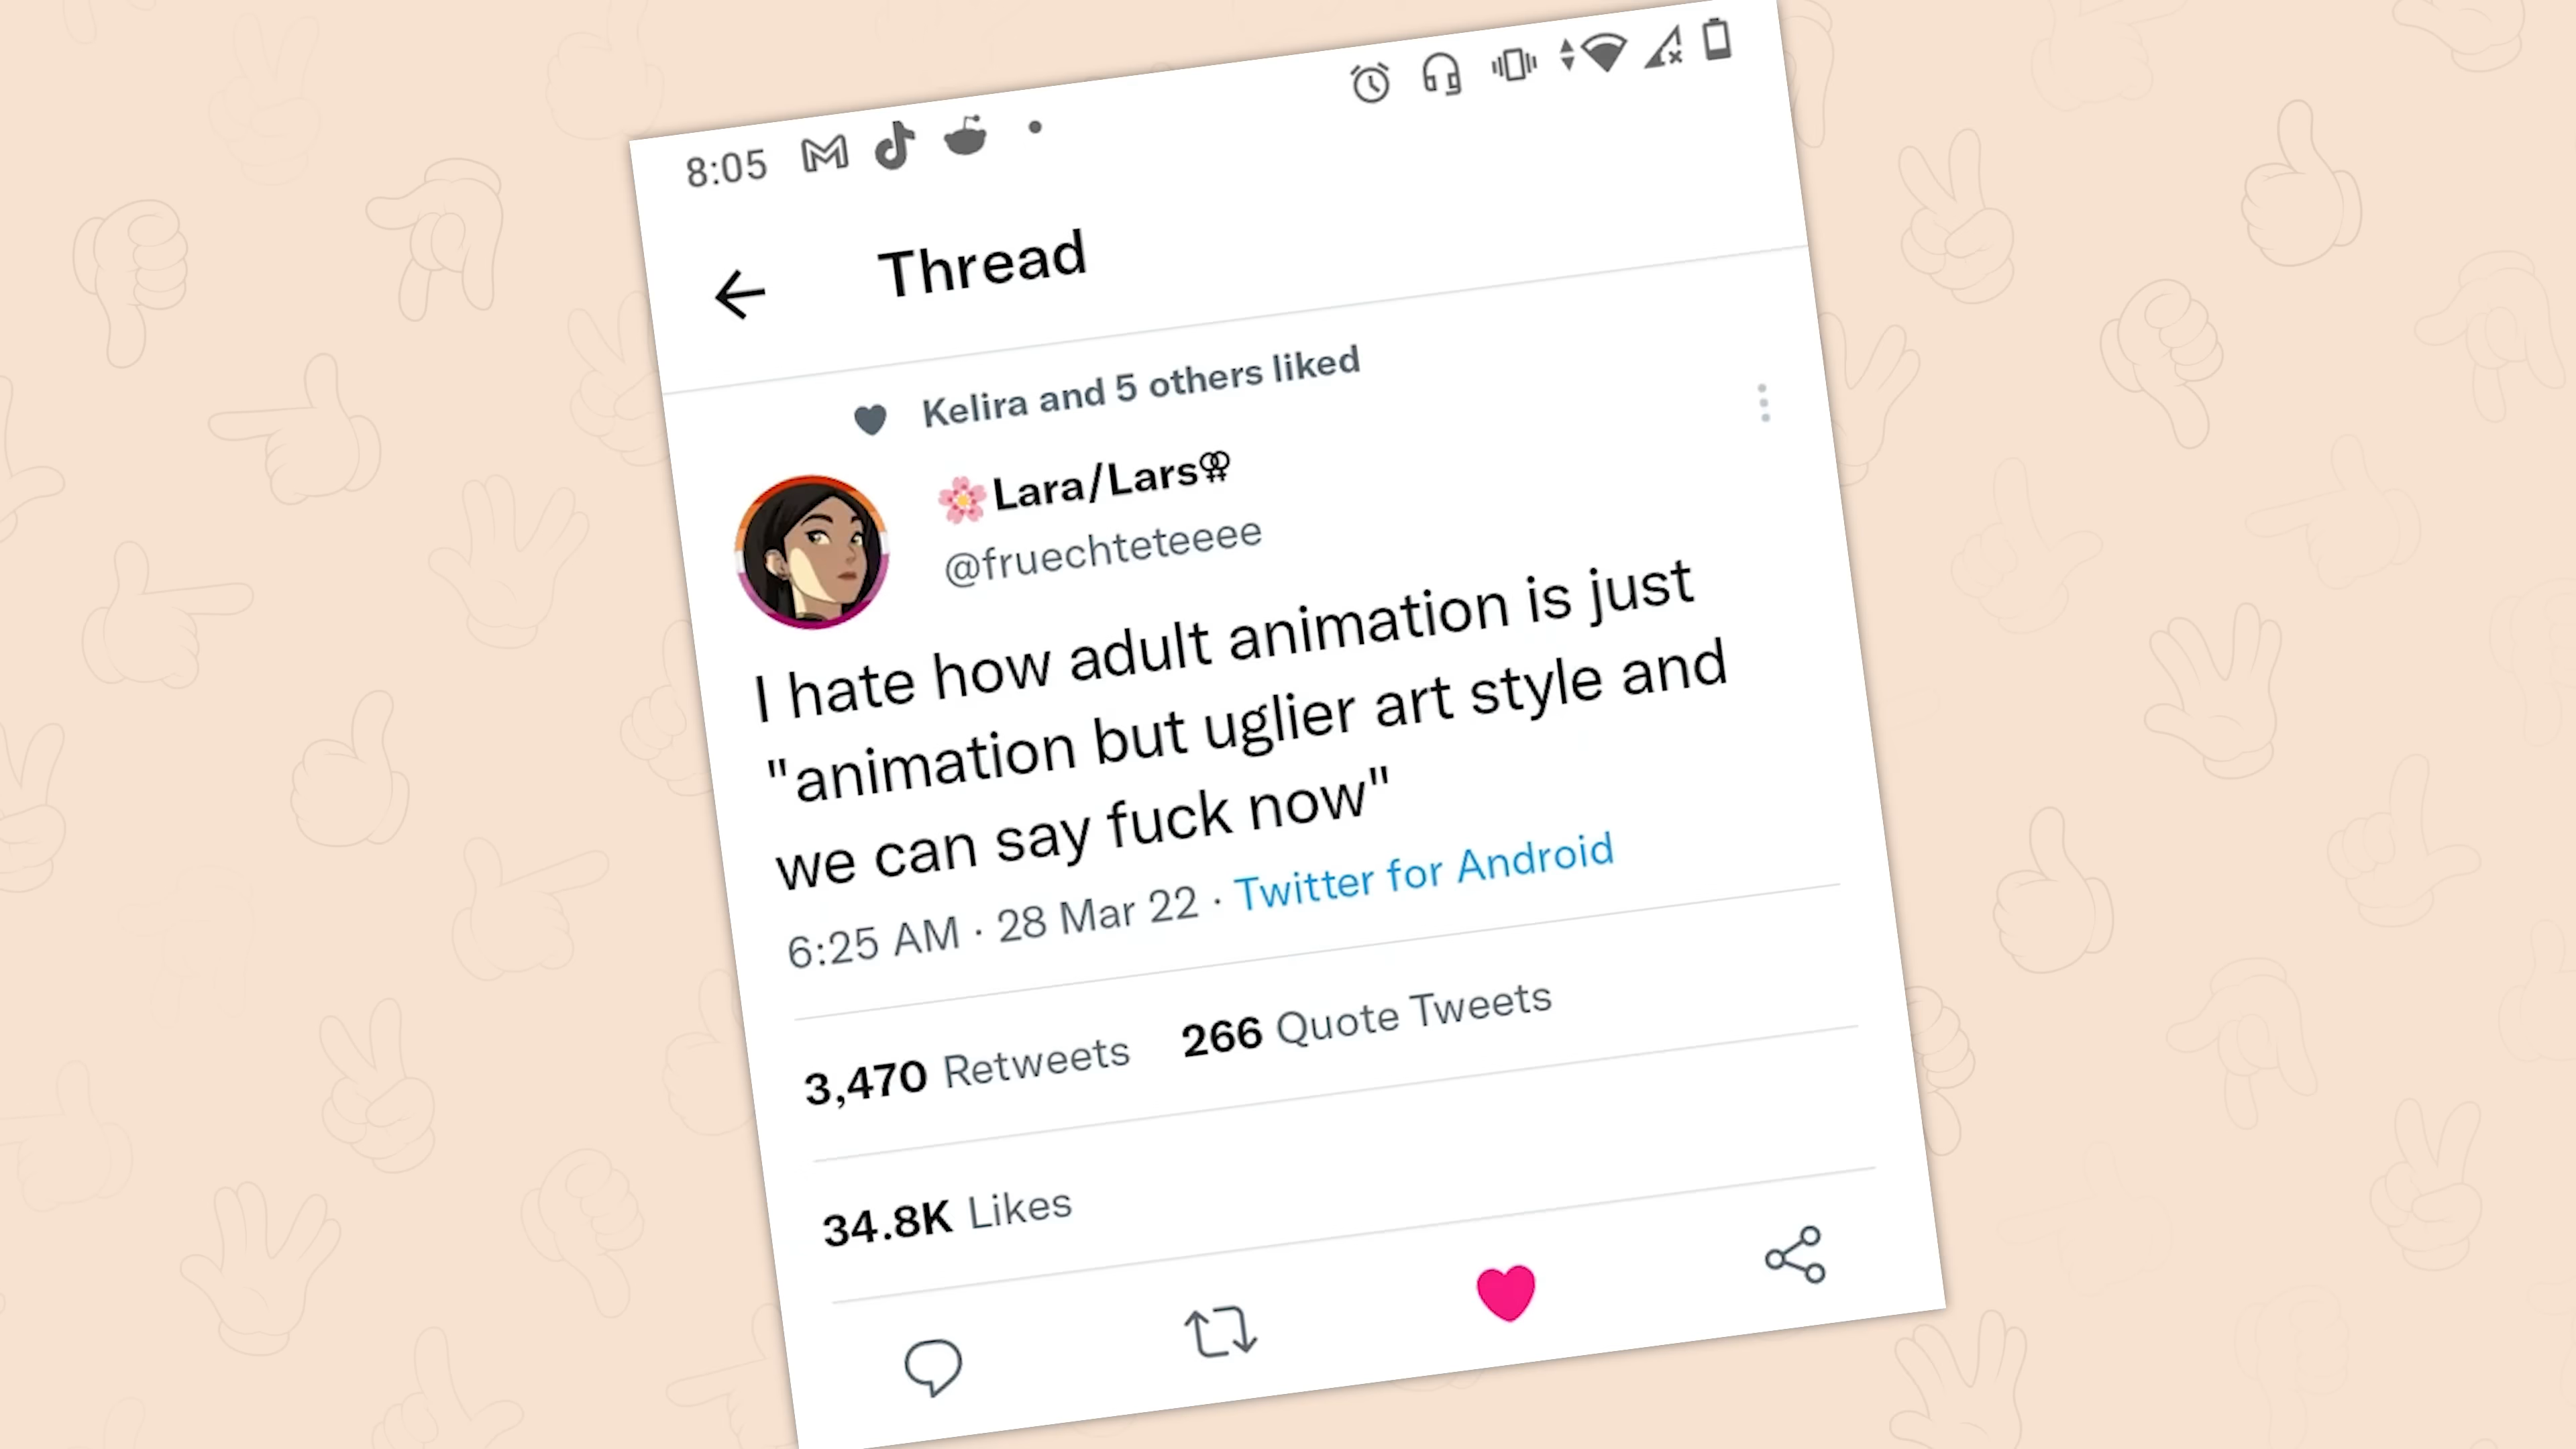 8:05
Thread
Kelira and 5 others liked
🌸Lara/Lars⚢
@fruechteteeee
I hate how adult animation is just
"animation but uglier art style and
we can say fuck now"
6:25 AM · 28 Mar 22 · Twitter for Android
3,470 Retweets 266 Quote Tweets
34.8K Likes